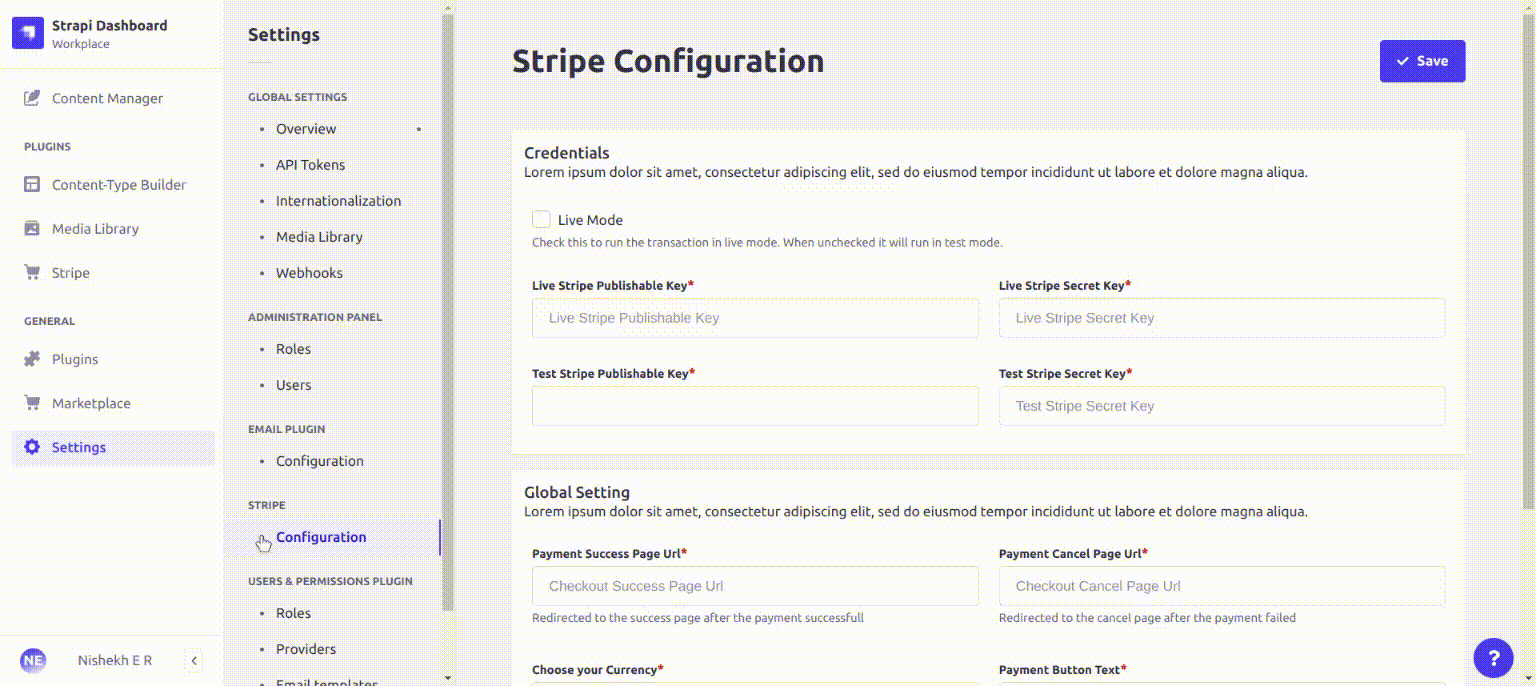 Strapi Dashboard
Workplace
Content Manager
PLUGINS
Content-Type Builder
Media Library
Stripe
GENERAL
Plugins
Marketplace
Settings
NE
Nishekh E R
Settings
GLOBAL SETTINGS
Overview
API Tokens
Internationalization
Media Library
Webhooks
ADMINISTRATION PANEL
Roles
Users
EMAIL PLUGIN
Configuration
STRIPE
Configuration
USERS & PERMISSIONS PLUGIN
Roles
Providers
Email templates
Stripe Configuration
Save
Credentials
Lorem ipsum dolor sit amet, consectetur adipiscing elit, sed do eiusmod tempor incididunt ut labore et dolore magna aliqua.
Live Mode
Check this to run the transaction in live mode. When unchecked it will run in test mode.
Live Stripe Publishable Key*
Live Stripe Secret Key*
Live Stripe Publishable Key
Live Stripe Secret Key
Test Stripe Publishable Key*
Test Stripe Secret Key*
Test Stripe Secret Key
Global Setting
Lorem ipsum dolor sit amet, consectetur adipiscing elit, sed do eiusmod tempor incididunt ut labore et dolore magna aliqua.
Payment Success Page Url*
Payment Cancel Page Url*
Checkout Success Page Url
Checkout Cancel Page Url
Redirected to the success page after the payment successfull
Redirected to the cancel page after the payment failed
Choose your Currency*
Payment Button Text*
?